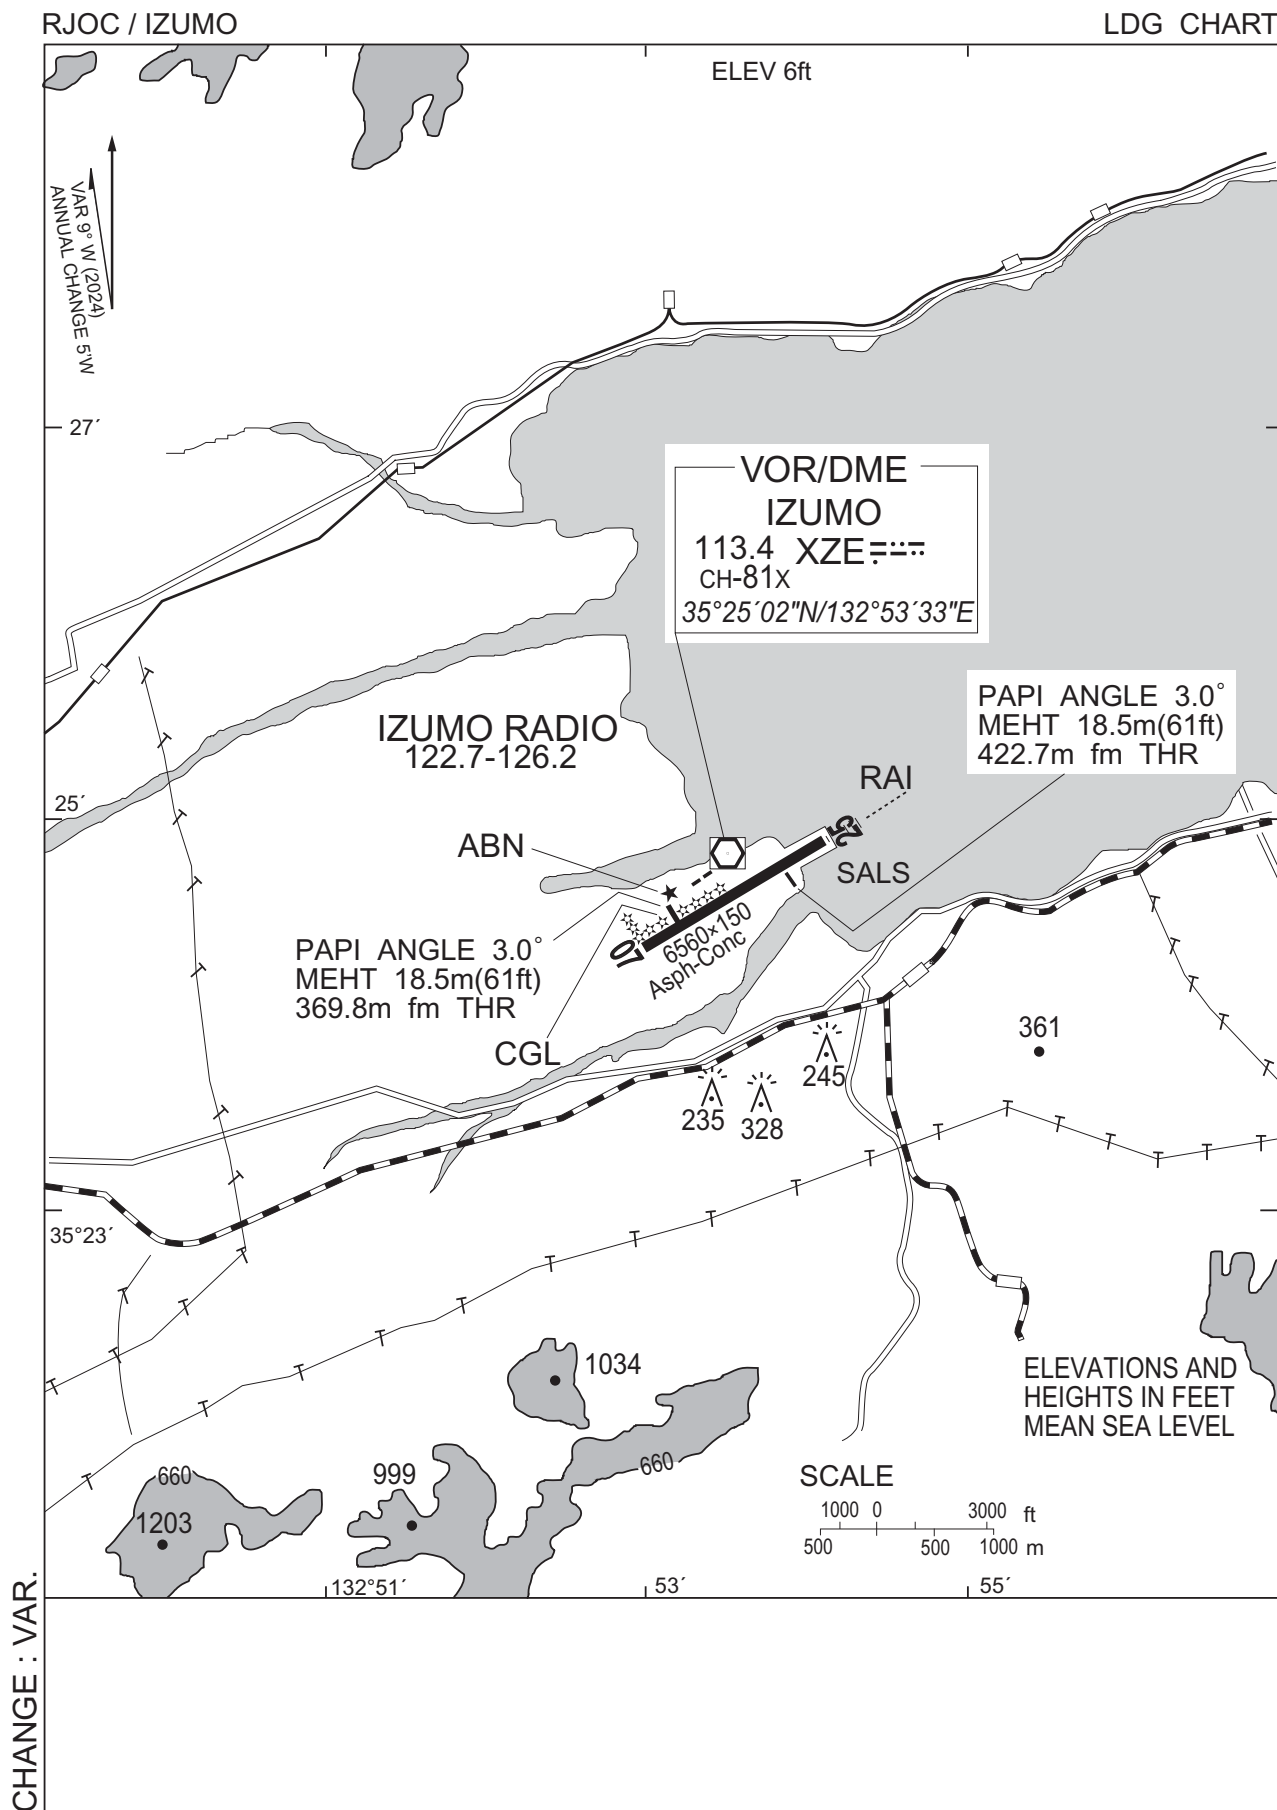 RJOC / IZUMO
LDG CHART
ELEV 6ft
VAR 9° W (2024)
ANNUAL CHANGE 5'W
27´
VOR/DME
IZUMO
113.4 XZE
CH-81X
35°25´02"N/132°53´33"E
PAPI ANGLE 3.0°
MEHT 18.5m(61ft)
422.7m fm THR
IZUMO RADIO
122.7-126.2
RAI
25´
25
ABN
SALS
07
6560×150
Asph-Conc
PAPI ANGLE 3.0°
MEHT 18.5m(61ft)
369.8m fm THR
CGL
361
245
235
328
35°23´
1034
ELEVATIONS AND
HEIGHTS IN FEET
MEAN SEA LEVEL
660
999
660
1203
SCALE
1000 0 3000 ft
500 500 1000 m
132°51´
53´
55´
CHANGE : VAR.